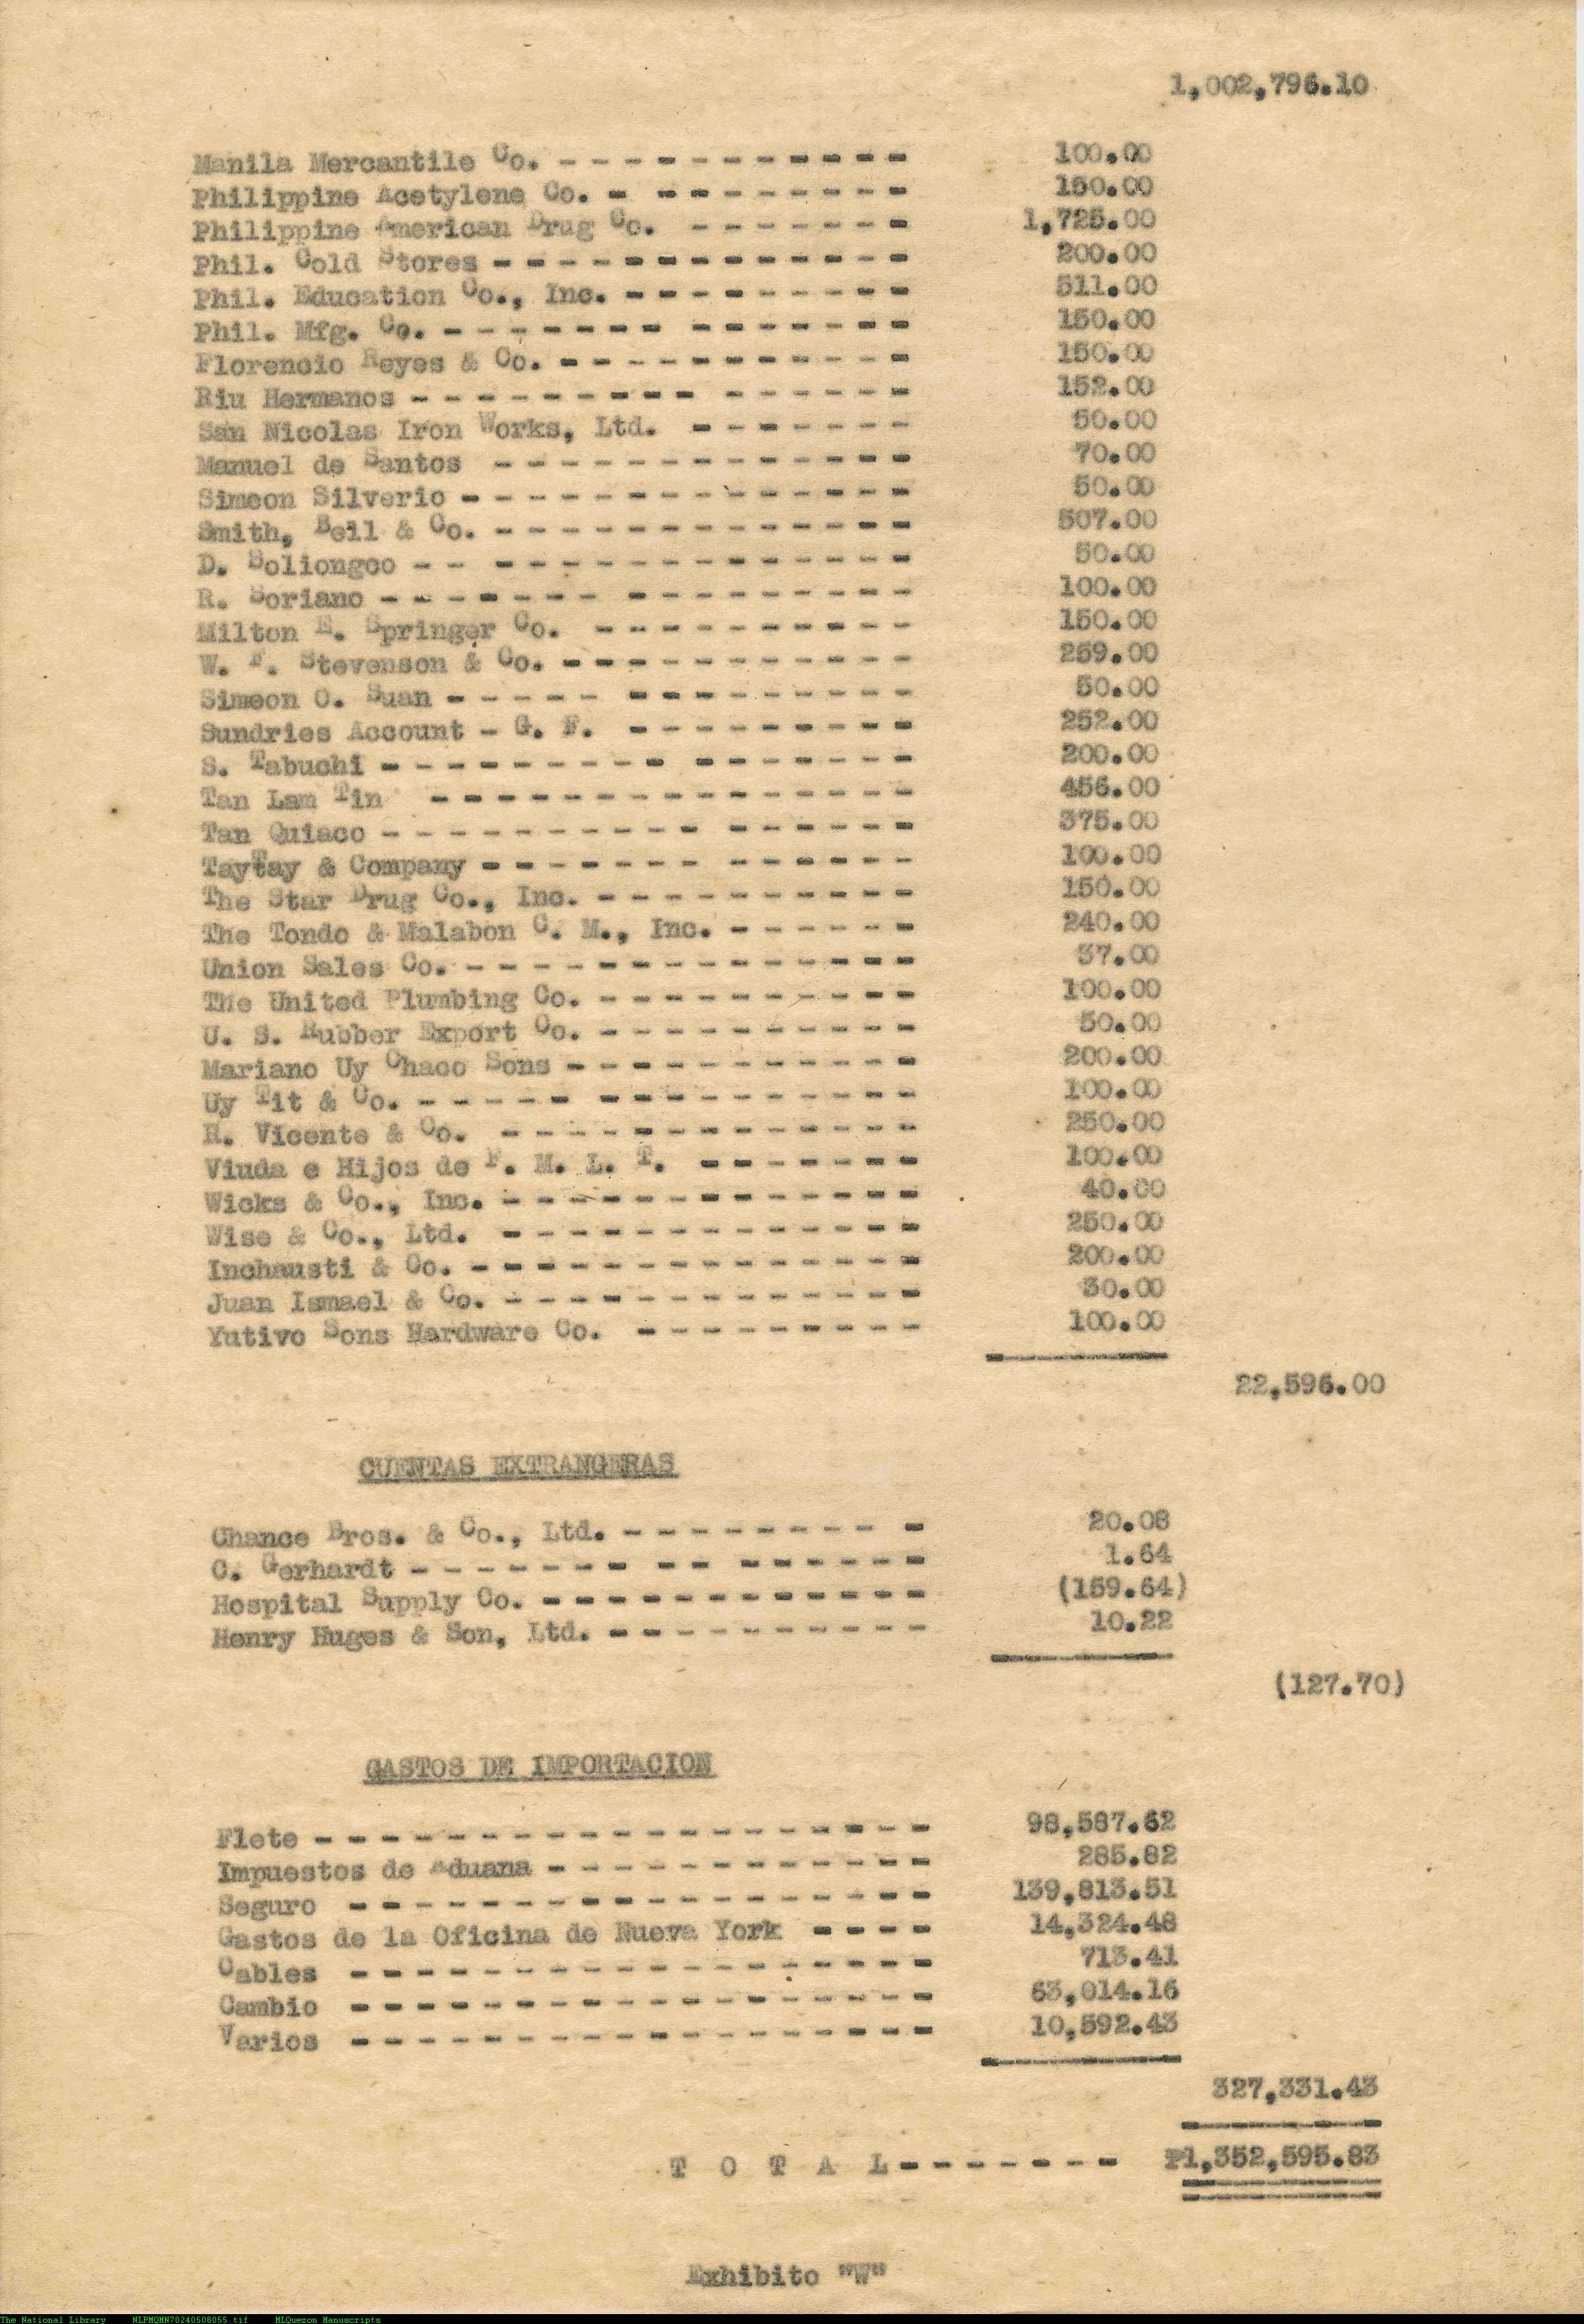 1,002,796.10
Manila Mercantile Co. - - - - - - - - - - - 100.00
Philippine Acetylene Co. - - - - - - - - - 150.00
Philippine American Drug Co. - - - - - - - 1,725.00
Phil. Cold Stores - - - - - - - - - - - - - 200.00
Phil. Education Co., Inc. - - - - - - - - - 511.00
Phil. Mfg. Co. - - - - - - - - - - - - - - 150.00
Florencio Reyes & Co. - - - - - - - - - - - 150.00
Riu Hermanos - - - - - - - - - - - - - - - 152.00
San Nicolas Iron Works, Ltd. - - - - - - - 50.00
Manuel de Santos - - - - - - - - - - - - - 70.00
Simeon Silverio - - - - - - - - - - - - - - 50.00
Smith, Bell & Co. - - - - - - - - - - - - - 507.00
D. Soliongco - - - - - - - - - - - - - - - 50.00
R. Soriano - - - - - - - - - - - - - - - - 100.00
Milton E. Springer Co. - - - - - - - - - - 150.00
W. F. Stevenson & Co. - - - - - - - - - - - 259.00
Simeon O. Suan - - - - - - - - - - - - - - 50.00
Sundries Account - G. F. - - - - - - - - - 252.00
S. Tabuchi - - - - - - - - - - - - - - - - 200.00
Tan Lam Tin - - - - - - - - - - - - - - - 456.00
Tan Quiaco - - - - - - - - - - - - - - - - 375.00
TayTay & Company - - - - - - - - - - - - - 100.00
The Star Drug Co., Inc. - - - - - - - - - - 150.00
The Tondo & Malabon C. M., Inc. - - - - - - 240.00
Union Sales Co. - - - - - - - - - - - - - - 37.00
The United Plumbing Co. - - - - - - - - - - 100.00
U. S. Rubber Export Co. - - - - - - - - - - 50.00
Mariano Uy Chaco Sons - - - - - - - - - - - 200.00
Uy Tit & Co. - - - - - - - - - - - - - - - 100.00
R. Vicente & Co. - - - - - - - - - - - - - 250.00
Viuda e Hijos de F. M. L. T. - - - - - - - 100.00
Wicks & Co., Inc. - - - - - - - - - - - - - 40.00
Wise & Co., Ltd. - - - - - - - - - - - - - 250.00
Inchausti & Co. - - - - - - - - - - - - - - 200.00
Juan Ismael & Co. - - - - - - - - - - - - - 30.00
Yutivo Sons Hardware Co. - - - - - - - - - 100.00
22,596.00
CUENTAS EXTRANGERAS
Chance Bros. & Co., Ltd. - - - - - - - - - 20.08
C. Gerhardt - - - - - - - - - - - - - - - 1.64
Hospital Supply Co. - - - - - - - - - - - - (159.64)
Henry Huges & Son, Ltd. - - - - - - - - - - 10.22
(127.70)
GASTOS DE IMPORTACION
Flete - - - - - - - - - - - - - - - - - - - 98,587.62
Impuestos de Aduana - - - - - - - - - - - - 285.82
Seguro - - - - - - - - - - - - - - - - - - 139,813.51
Gastos de la Oficina de Nueva York - - - - 14,324.48
Cables - - - - - - - - - - - - - - - - - - 713.41
Cambio - - - - - - - - - - - - - - - - - - 63,014.16
Varios - - - - - - - - - - - - - - - - - - 10,592.43
327,331.43
T O T A L - - - - - - - ₱1,352,595.83
Exhibito "W"
The National Library NLPMQMN70240508055.tif MLQuezon Manuscripts